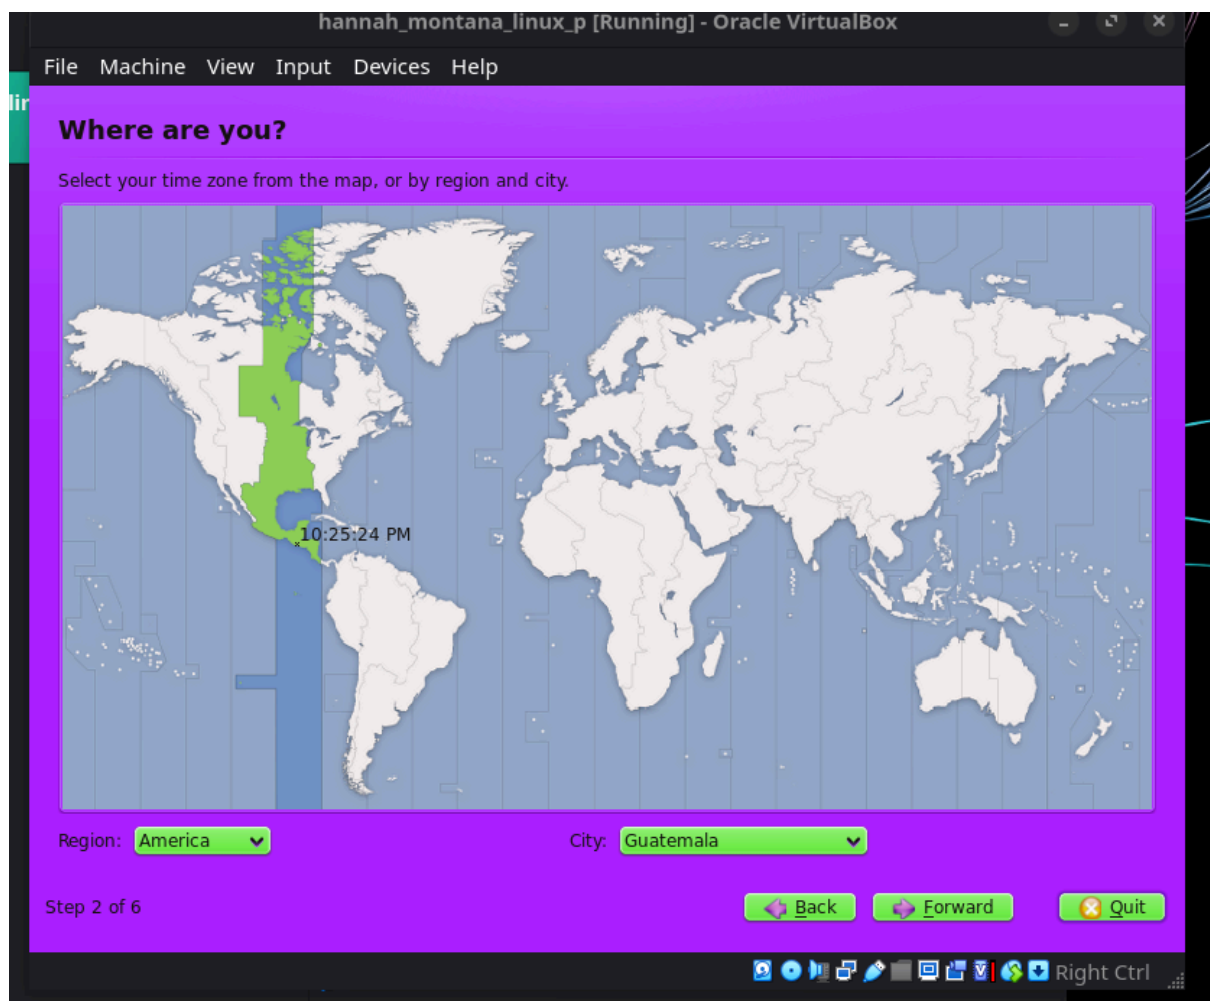 hannah_montana_linux_p [Running] - Oracle VirtualBox
File Machine View Input Devices Help
Where are you?
Select your time zone from the map, or by region and city.
10:25:24 PM
Region: America City: Guatemala
Step 2 of 6 Back Forward Quit
Right Ctrl